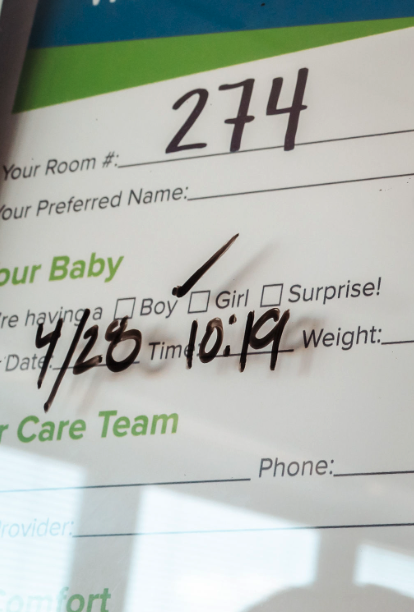 Your Room #: 274
Your Preferred Name:
our Baby
're having a ☐ Boy ☑ Girl ☐ Surprise!
Date: 4/28 Time: 10:19 Weight:
r Care Team
Phone:
rovider:
omfort